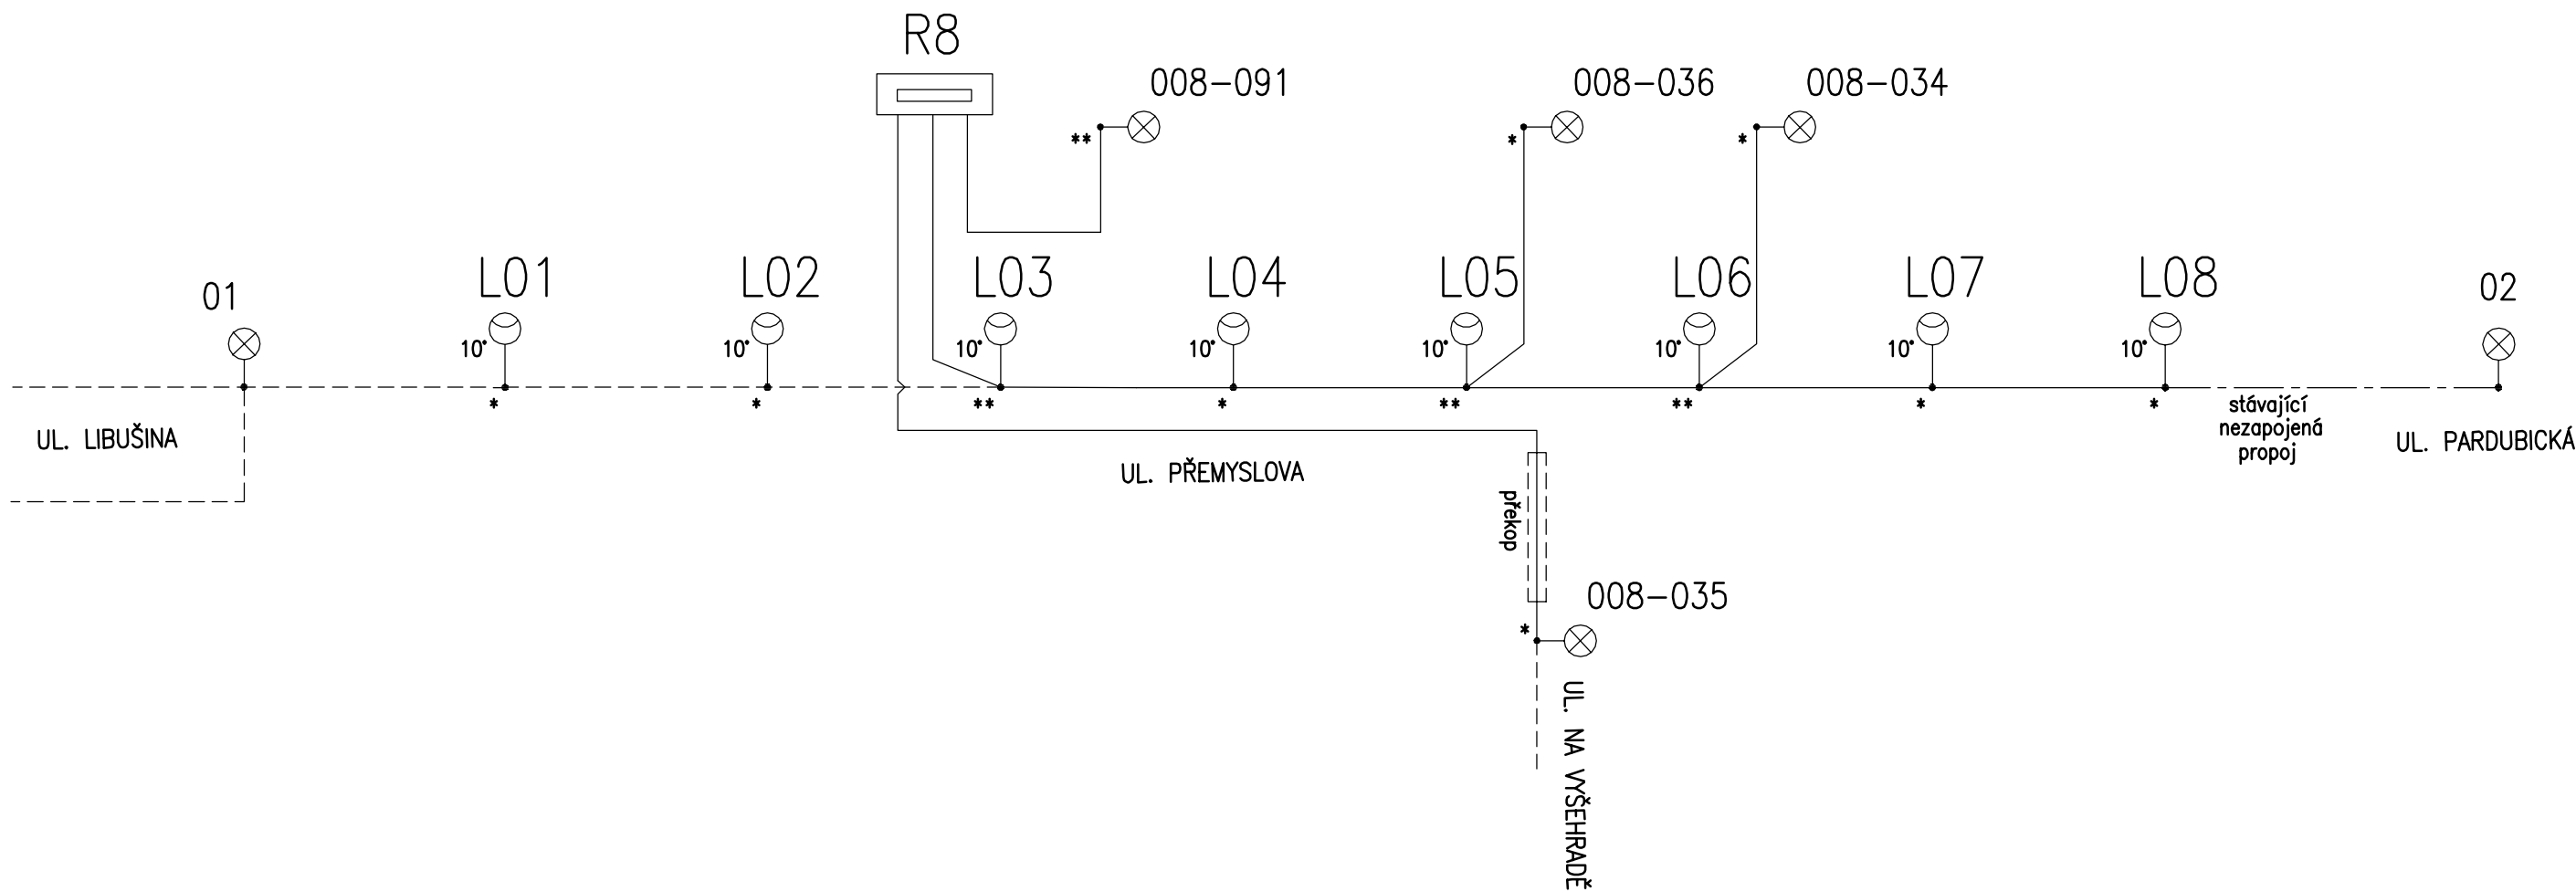 R8
008-091
008-036
008-034
**
*
*
01
L01
L02
L03
L04
L05
L06
L07
L08
02
10°
10°
10°
10°
10°
10°
10°
10°
*
*
**
*
**
**
*
*
stávající
nezapojená
propoj
UL. LIBUŠINA
UL. PŘEMYSLOVA
UL. PARDUBICKÁ
překop
008-035
*
UL. NA VYŠEHRADĚ